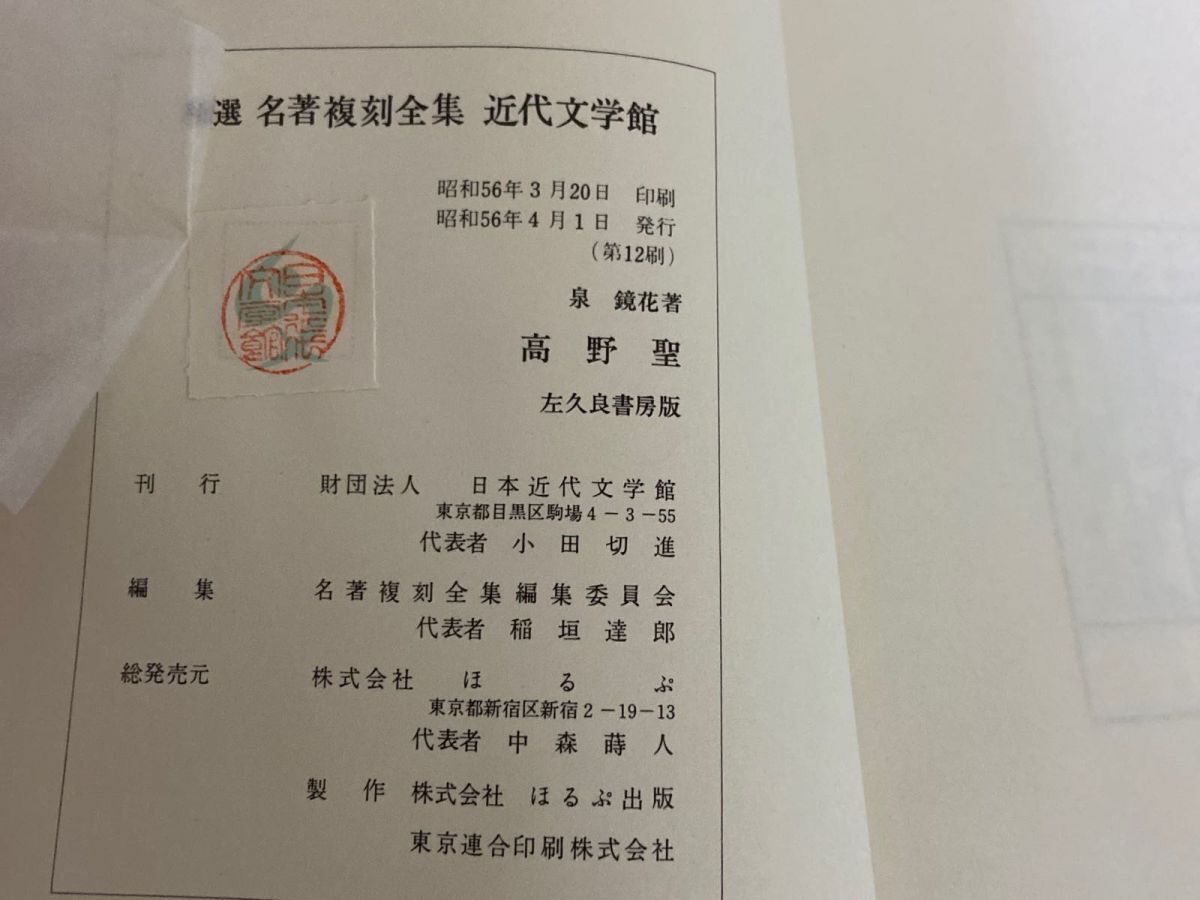 選 名著複刻全集 近代文学館
昭和56年3月20日 印刷
昭和56年4月1日 発行
(第12刷)
泉 鏡花著
高野聖
左久良書房版
刊行 財団法人 日本近代文学館
東京都目黒区駒場4-3-55
代表者 小田切進
編集 名著複刻全集編集委員会
代表者 稲垣達郎
総発売元 株式会社 ほるぷ
東京都新宿区新宿2-19-13
代表者 中森蒔人
製作 株式会社 ほるぷ出版
東京連合印刷株式会社